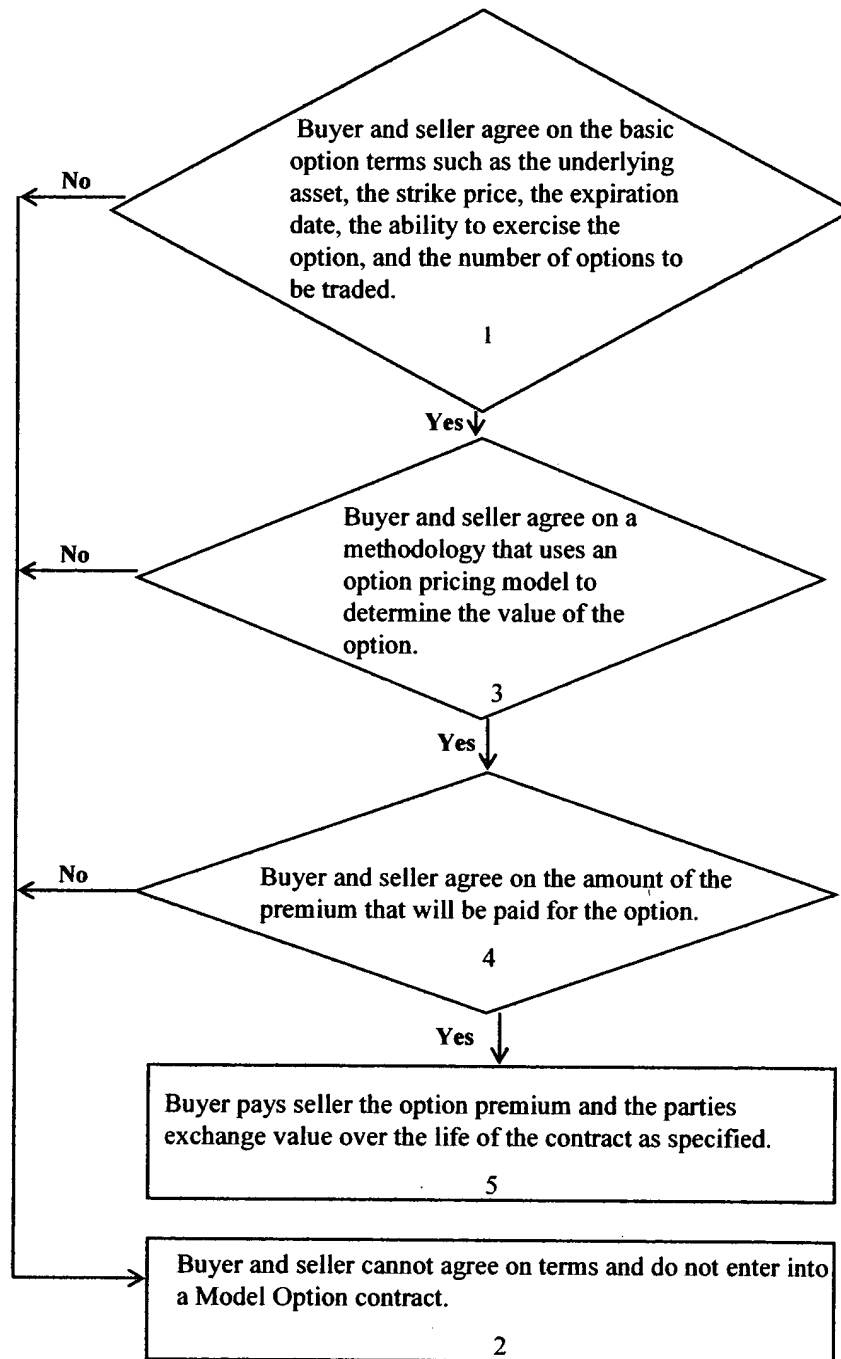 Buyer and seller agree on the basic
option terms such as the underlying
asset, the strike price, the expiration
date, the ability to exercise the
option, and the number of options to
be traded.
1
No
Yes
Buyer and seller agree on a
methodology that uses an
option pricing model to
determine the value of the
option.
3
No
Yes
Buyer and seller agree on the amount of the
premium that will be paid for the option.
4
No
Yes
Buyer pays seller the option premium and the parties
exchange value over the life of the contract as specified.
5
Buyer and seller cannot agree on terms and do not enter into
a Model Option contract.
2